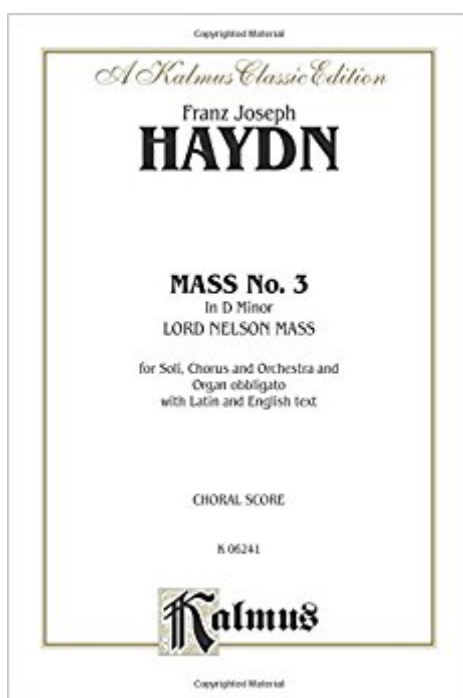 Copyrighted Material
A Kalmus Classic Edition
Franz Joseph
HAYDN
MASS No. 3
In D Minor
LORD NELSON MASS
for Soli, Chorus and Orchestra and
Organ obbligato
with Latin and English text
CHORAL SCORE
K 06241
Kalmus
Copyrighted Material